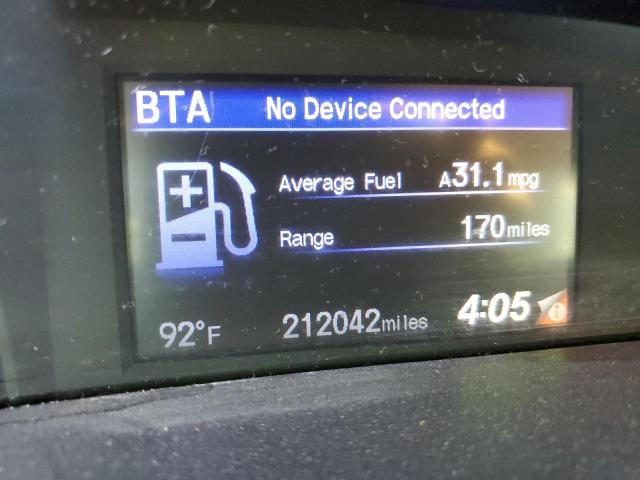 BTA No Device Connected
Average Fuel A31.1mpg
Range 170miles
92°F 212042miles 4:05